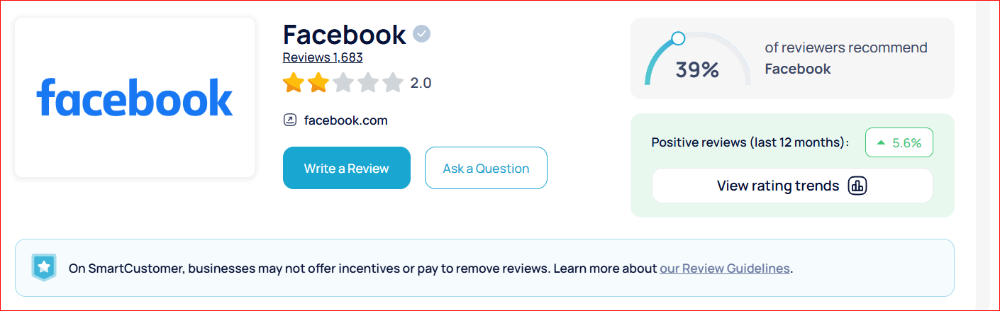 facebook
Facebook
Reviews 1,683
2.0
facebook.com
Write a Review
Ask a Question
39%
of reviewers recommend
Facebook
Positive reviews (last 12 months):
5.6%
View rating trends
On SmartCustomer, businesses may not offer incentives or pay to remove reviews. Learn more about our Review Guidelines.